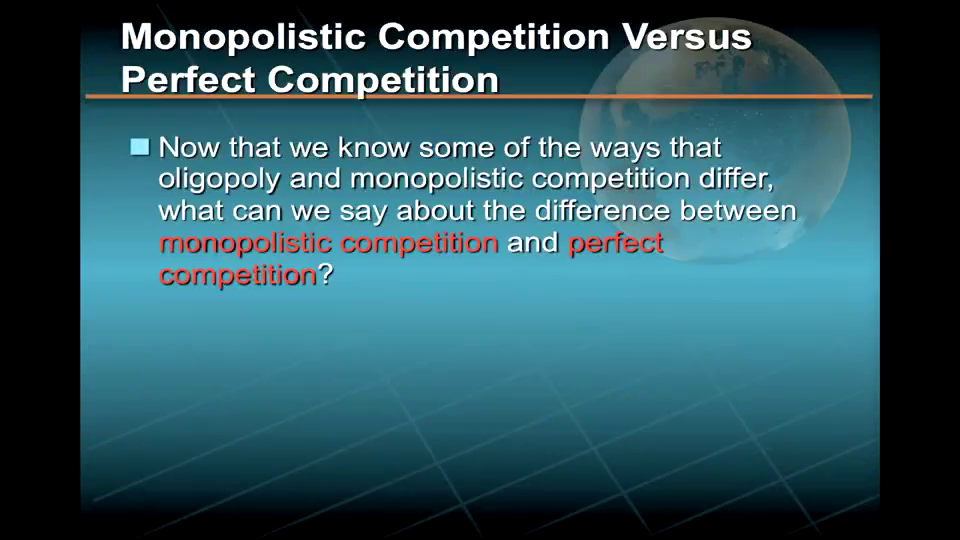 Monopolistic Competition Versus
Perfect Competition
Now that we know some of the ways that
oligopoly and monopolistic competition differ,
what can we say about the difference between
monopolistic competition and perfect
competition?